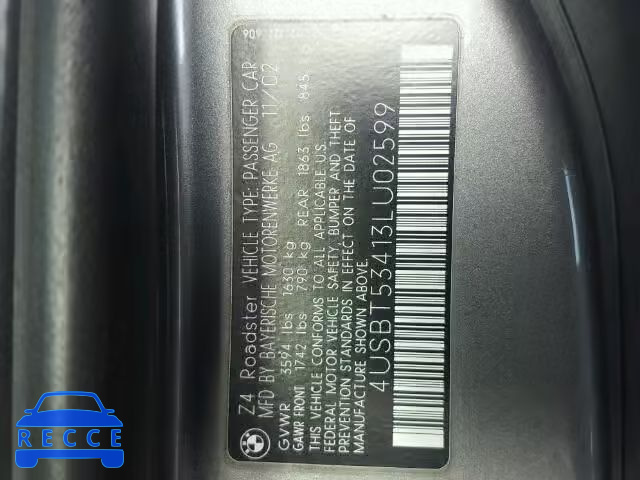 Z4 Roadster VEHICLE TYPE: PASSENGER CAR
MFD BY BAYERISCHE MOTORENWERKE AG 11/02
GVWR 3594 lbs 1630 kg
GAWR FRONT 1742 lbs 790 kg REAR 1863 lbs 845
THIS VEHICLE CONFORMS TO ALL APPLICABLE U.S.
FEDERAL MOTOR VEHICLE SAFETY, BUMPER AND THEFT
PREVENTION STANDARDS IN EFFECT ON THE DATE OF
MANUFACTURE SHOWN ABOVE.
4USBT53413LU02599
BMW
RECCE